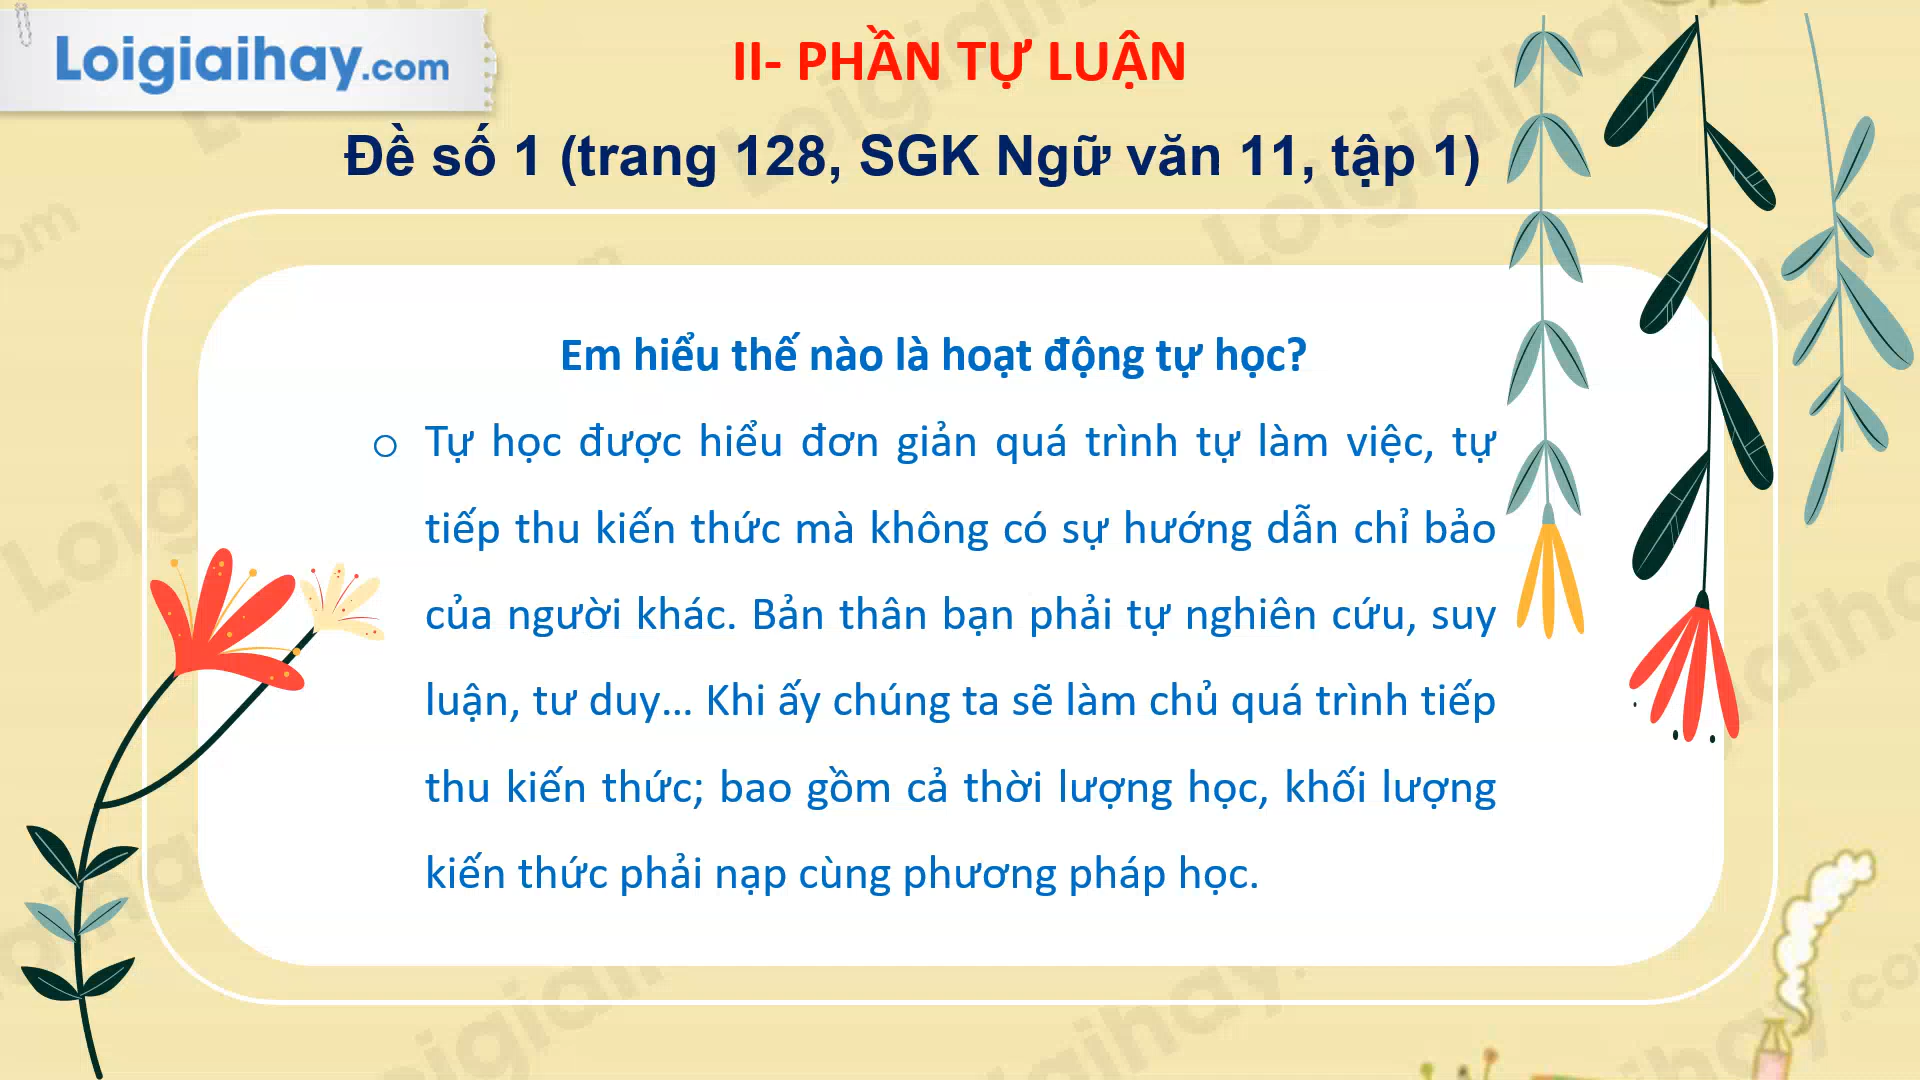 Loigiaihay.com
II- PHẦN TỰ LUẬN
Đề số 1 (trang 128, SGK Ngữ văn 11, tập 1)
Em hiểu thế nào là hoạt động tự học?
o Tự học được hiểu đơn giản quá trình tự làm việc, tự
tiếp thu kiến thức mà không có sự hướng dẫn chỉ bảo
của người khác. Bản thân bạn phải tự nghiên cứu, suy
luận, tư duy... Khi ấy chúng ta sẽ làm chủ quá trình tiếp
thu kiến thức; bao gồm cả thời lượng học, khối lượng
kiến thức phải nạp cùng phương pháp học.